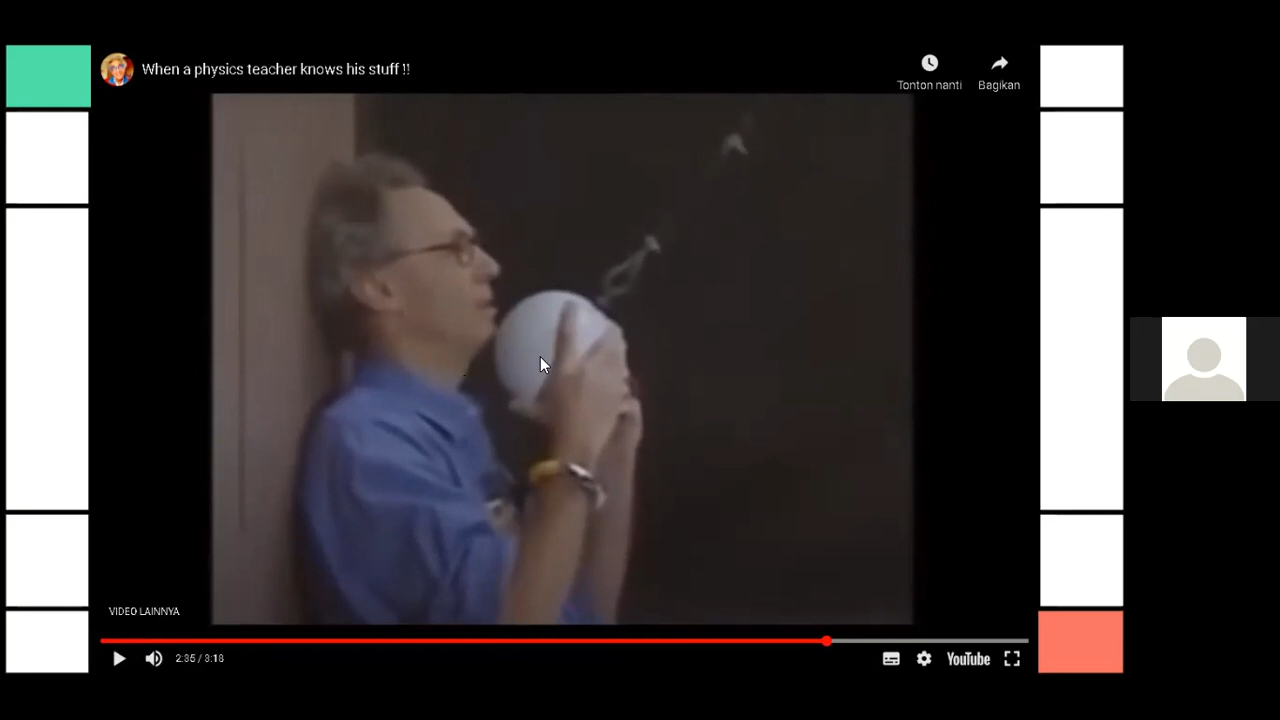 When a physics teacher knows his stuff !!
Tonton nanti
Bagikan
VIDEO LAINNYA
2:35 / 3:18
YouTube